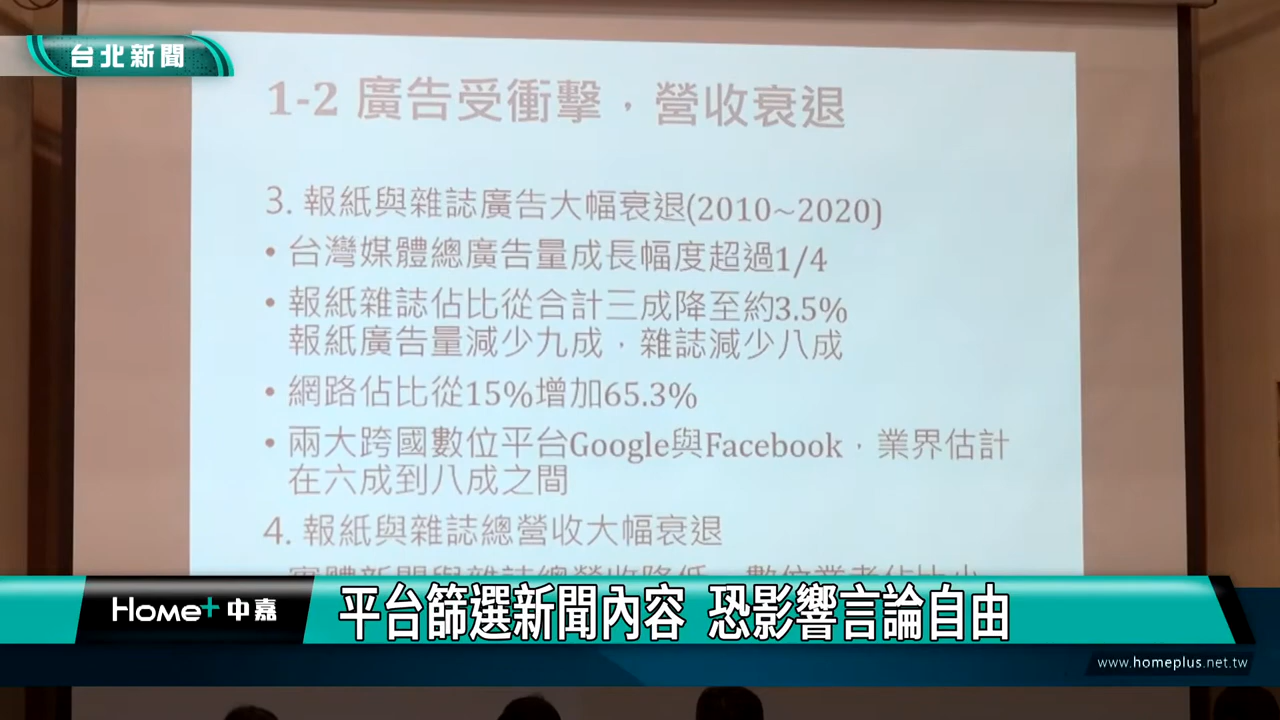 台北新聞
1-2 廣告受衝擊，營收衰退
3. 報紙與雜誌廣告大幅衰退(2010~2020)
• 台灣媒體總廣告量成長幅度超過1/4
• 報紙雜誌佔比從合計三成降至約3.5%
報紙廣告量減少九成，雜誌減少八成
• 網路佔比從15%增加65.3%
• 兩大跨國數位平台Google與Facebook，業界估計
在六成到八成之間
4. 報紙與雜誌總營收大幅衰退
Home+中嘉
平台篩選新聞內容 恐影響言論自由
www.homeplus.net.tw